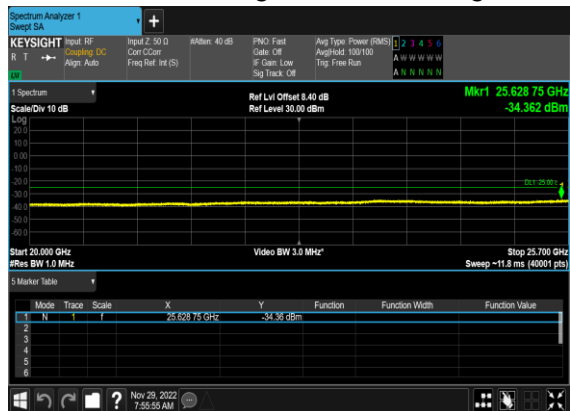 Spectrum Analyzer 1
Swept SA
KEYSIGHT Input: RF Input Z: 50 Ω #Atten: 40 dB PNO: Fast Avg Type: Power (RMS) 1 2 3 4 5 6
R T Coupling: DC Corr CCorr Gate: Off Avg|Hold: 100/100 A W W W W W
Align: Auto Freq Ref: Int (S) IF Gain: Low Trig: Free Run
LW Sig Track: Off A N N N N N
1 Spectrum Ref Lvl Offset 8.40 dB Mkr1 25.628 75 GHz
Scale/Div 10 dB Ref Level 30.00 dBm -34.362 dBm
Log
20.0
10.0
0.00
-10.0
-20.0 DL1 -25.00
-30.0
-40.0
-50.0
-60.0
Start 20.000 GHz Video BW 3.0 MHz* Stop 25.700 GHz
#Res BW 1.0 MHz Sweep ~11.8 ms (40001 pts)
5 Marker Table
Mode Trace Scale X Y Function Function Width Function Value
1 N 1 f 25.628 75 GHz -34.36 dBm
2
3
4
5
6
? Nov 29, 2022
7:55:55 AM